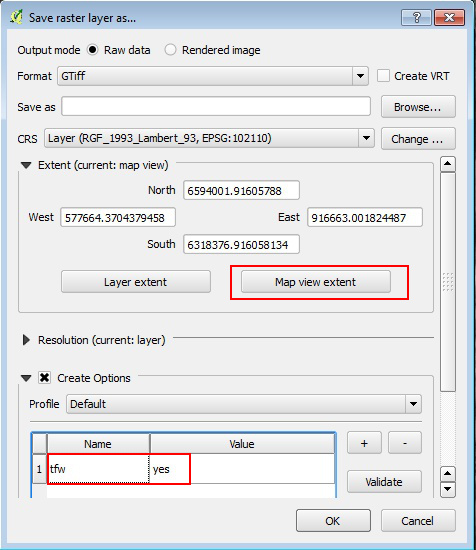 Save raster layer as...
?
Output mode Raw data Rendered image
Format GTiff Create VRT
Save as Browse...
CRS Layer (RGF_1993_Lambert_93, EPSG:102110) Change ...
Extent (current: map view)
North 6594001.91605788
West 577664.3704379458 East 916663.001824487
South 6318376.916058134
Layer extent Map view extent
Resolution (current: layer)
Create Options
Profile Default
Name Value + -
1 tfw yes
Validate
OK Cancel